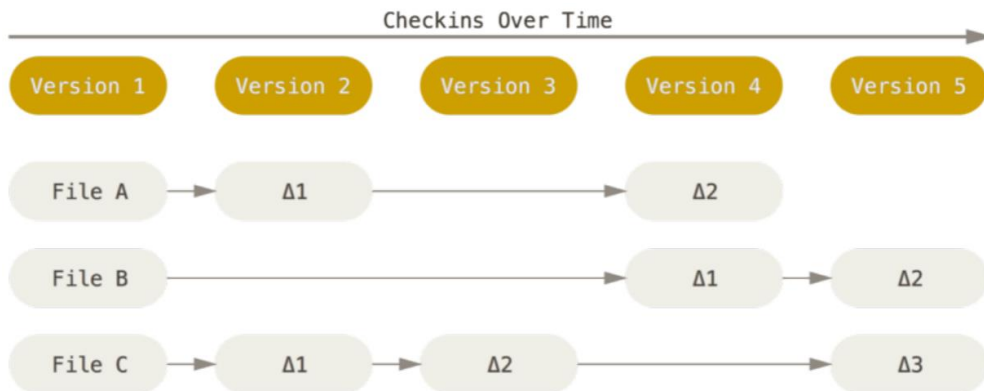 Checkins Over Time
Version 1 Version 2 Version 3 Version 4 Version 5
File A Δ1 Δ2
File B Δ1 Δ2
File C Δ1 Δ2 Δ3